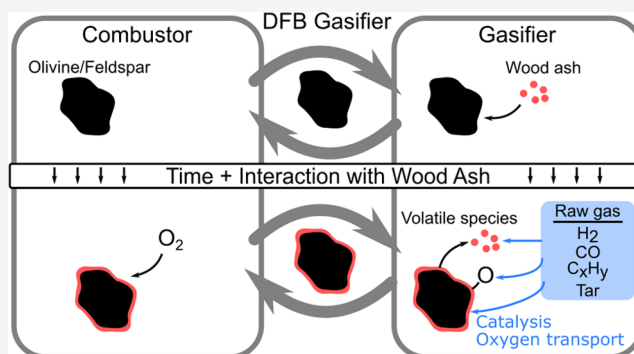 DFB Gasifier
Combustor
Gasifier
Olivine/Feldspar
Wood ash
Time + Interaction with Wood Ash
O₂
Volatile species
O
Raw gas
H2
CO
CxHy
Tar
Catalysis
Oxygen transport